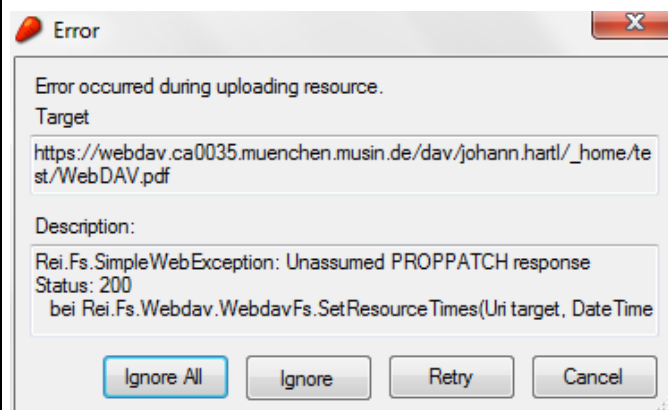 Error
Error occurred during uploading resource.
Target
https://webdav.ca0035.muenchen.musin.de/dav/johann.hartl/_home/te
st/WebDAV.pdf
Description:
Rei.Fs.SimpleWebException: Unassumed PROPPATCH response
Status: 200
bei Rei.Fs.Webdav.WebdavFs.SetResourceTimes(Uri target, DateTime
Ignore All Ignore Retry Cancel